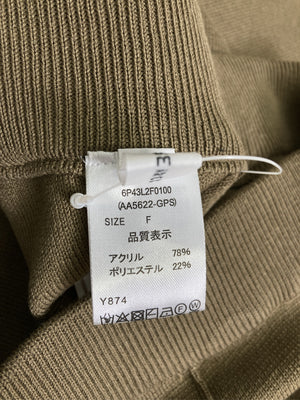 6P43L2F0100
(AA5622-GPS)
SIZE F
品質表示
アクリル 78%
ポリエステル 22%
Y874